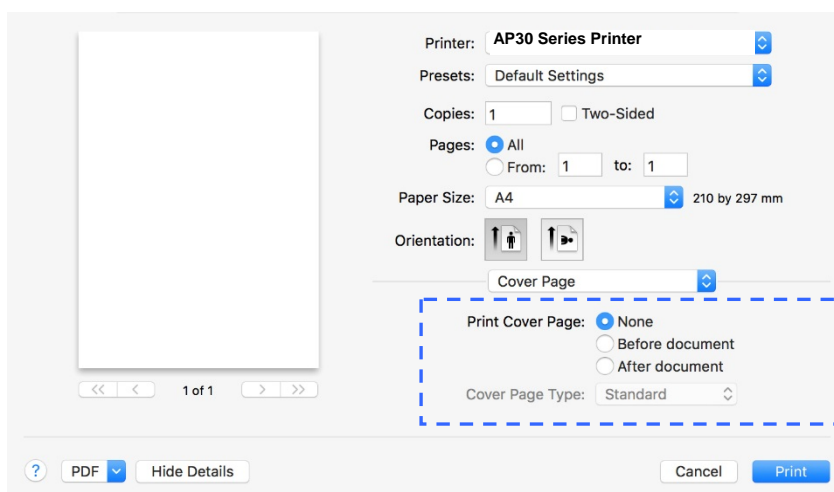 Printer: AP30 Series Printer
Presets: Default Settings
Copies: 1 Two-Sided
Pages: All
From: 1 to: 1
Paper Size: A4 210 by 297 mm
Orientation:
Cover Page
Print Cover Page: None
Before document
After document
Cover Page Type: Standard
<< < 1 of 1 > >>
? PDF Hide Details Cancel Print